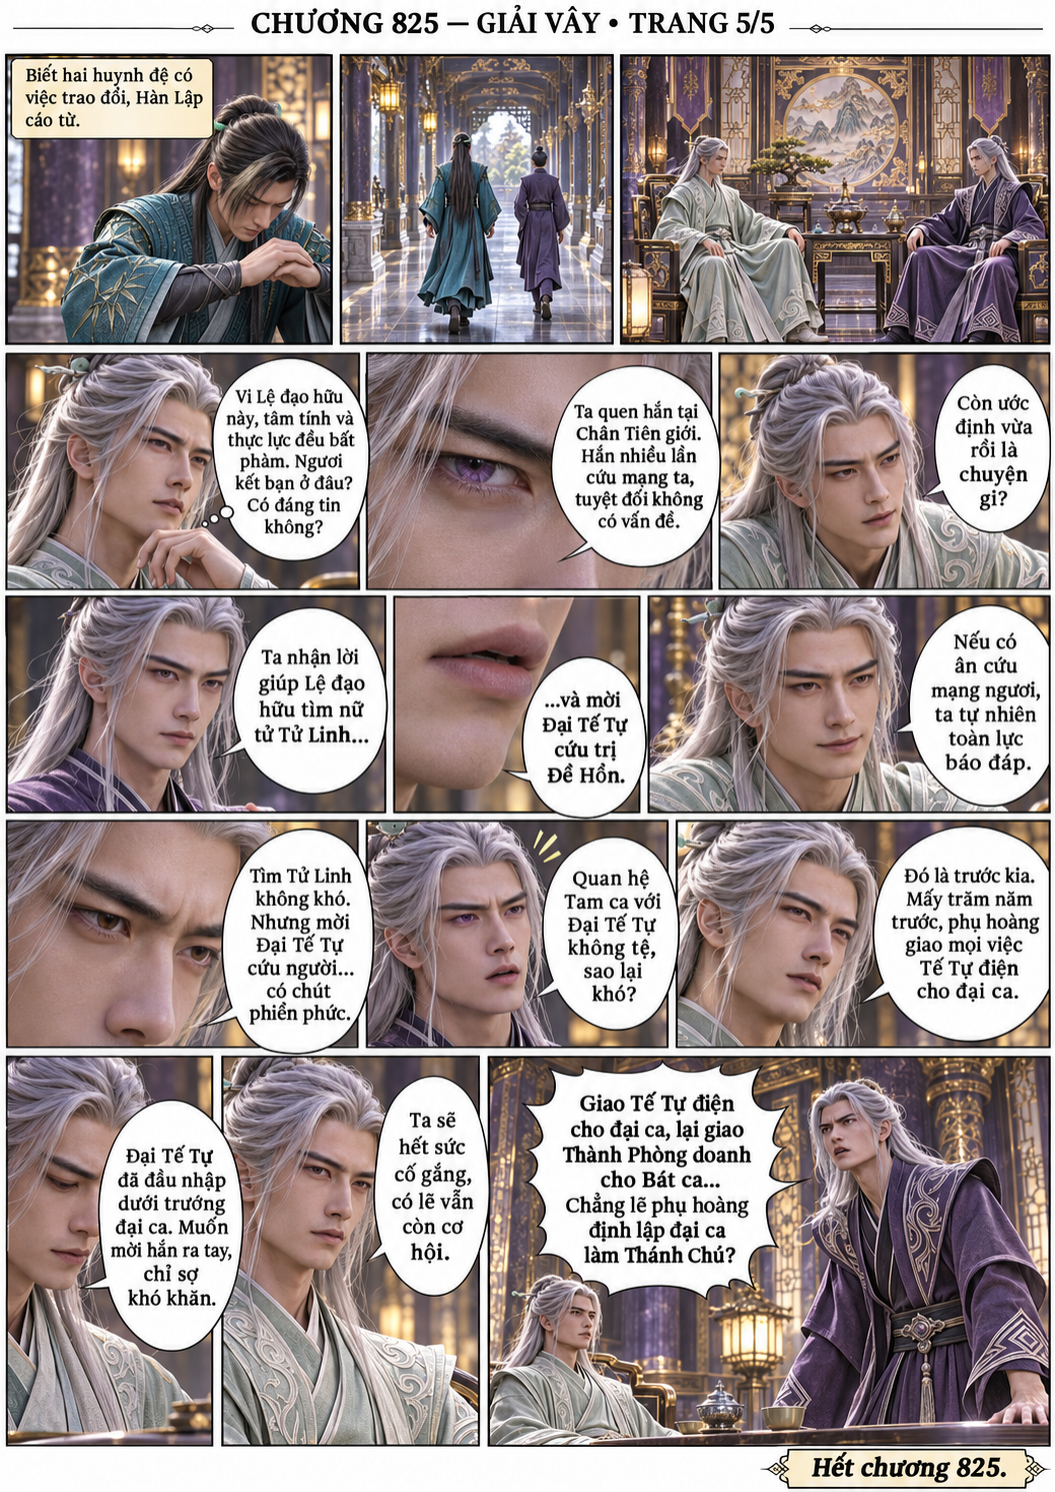 CHƯƠNG 825 — GIẢI VÂY • TRANG 5/5
Biết hai huynh đệ có
việc trao đổi, Hàn Lập
cáo từ.
Vi Lệ đạo hữu
này, tâm tính và
thực lực đều bất
phàm. Ngươi
kết bạn ở đâu?
Có đáng tin
không?
Ta quen hắn tại
Chân Tiên giới.
Hắn nhiều lần
cứu mạng ta,
tuyệt đối không
có vấn đề.
Còn ước
định vừa
rồi là
chuyện
gì?
Ta nhận lời
giúp Lệ đạo
hữu tìm nữ
tử Tử Linh...
...và mời
Đại Tế Tự
cứu trị
Đề Hồn.
Nếu có
ân cứu
mạng ngươi,
ta tự nhiên
toàn lực
báo đáp.
Tìm Tử Linh
không khó.
Nhưng mời
Đại Tế Tự
cứu người...
có chút
phiền phức.
Quan hệ
Tam ca với
Đại Tế Tự
không tệ,
sao lại
khó?
Đó là trước kia.
Mấy trăm năm
trước, phụ hoàng
giao mọi việc
Tế Tự điện
cho đại ca.
Đại Tế Tự
đã đầu nhập
dưới trướng
đại ca. Muốn
mời hắn ra tay,
chỉ sợ
khó khăn.
Ta sẽ
hết sức
cố gắng,
có lẽ vẫn
còn cơ
hội.
Giao Tế Tự điện
cho đại ca, lại giao
Thành Phòng doanh
cho Bát ca...
Chẳng lẽ phụ hoàng
định lập đại ca
làm Thánh Chú?
Hết chương 825.